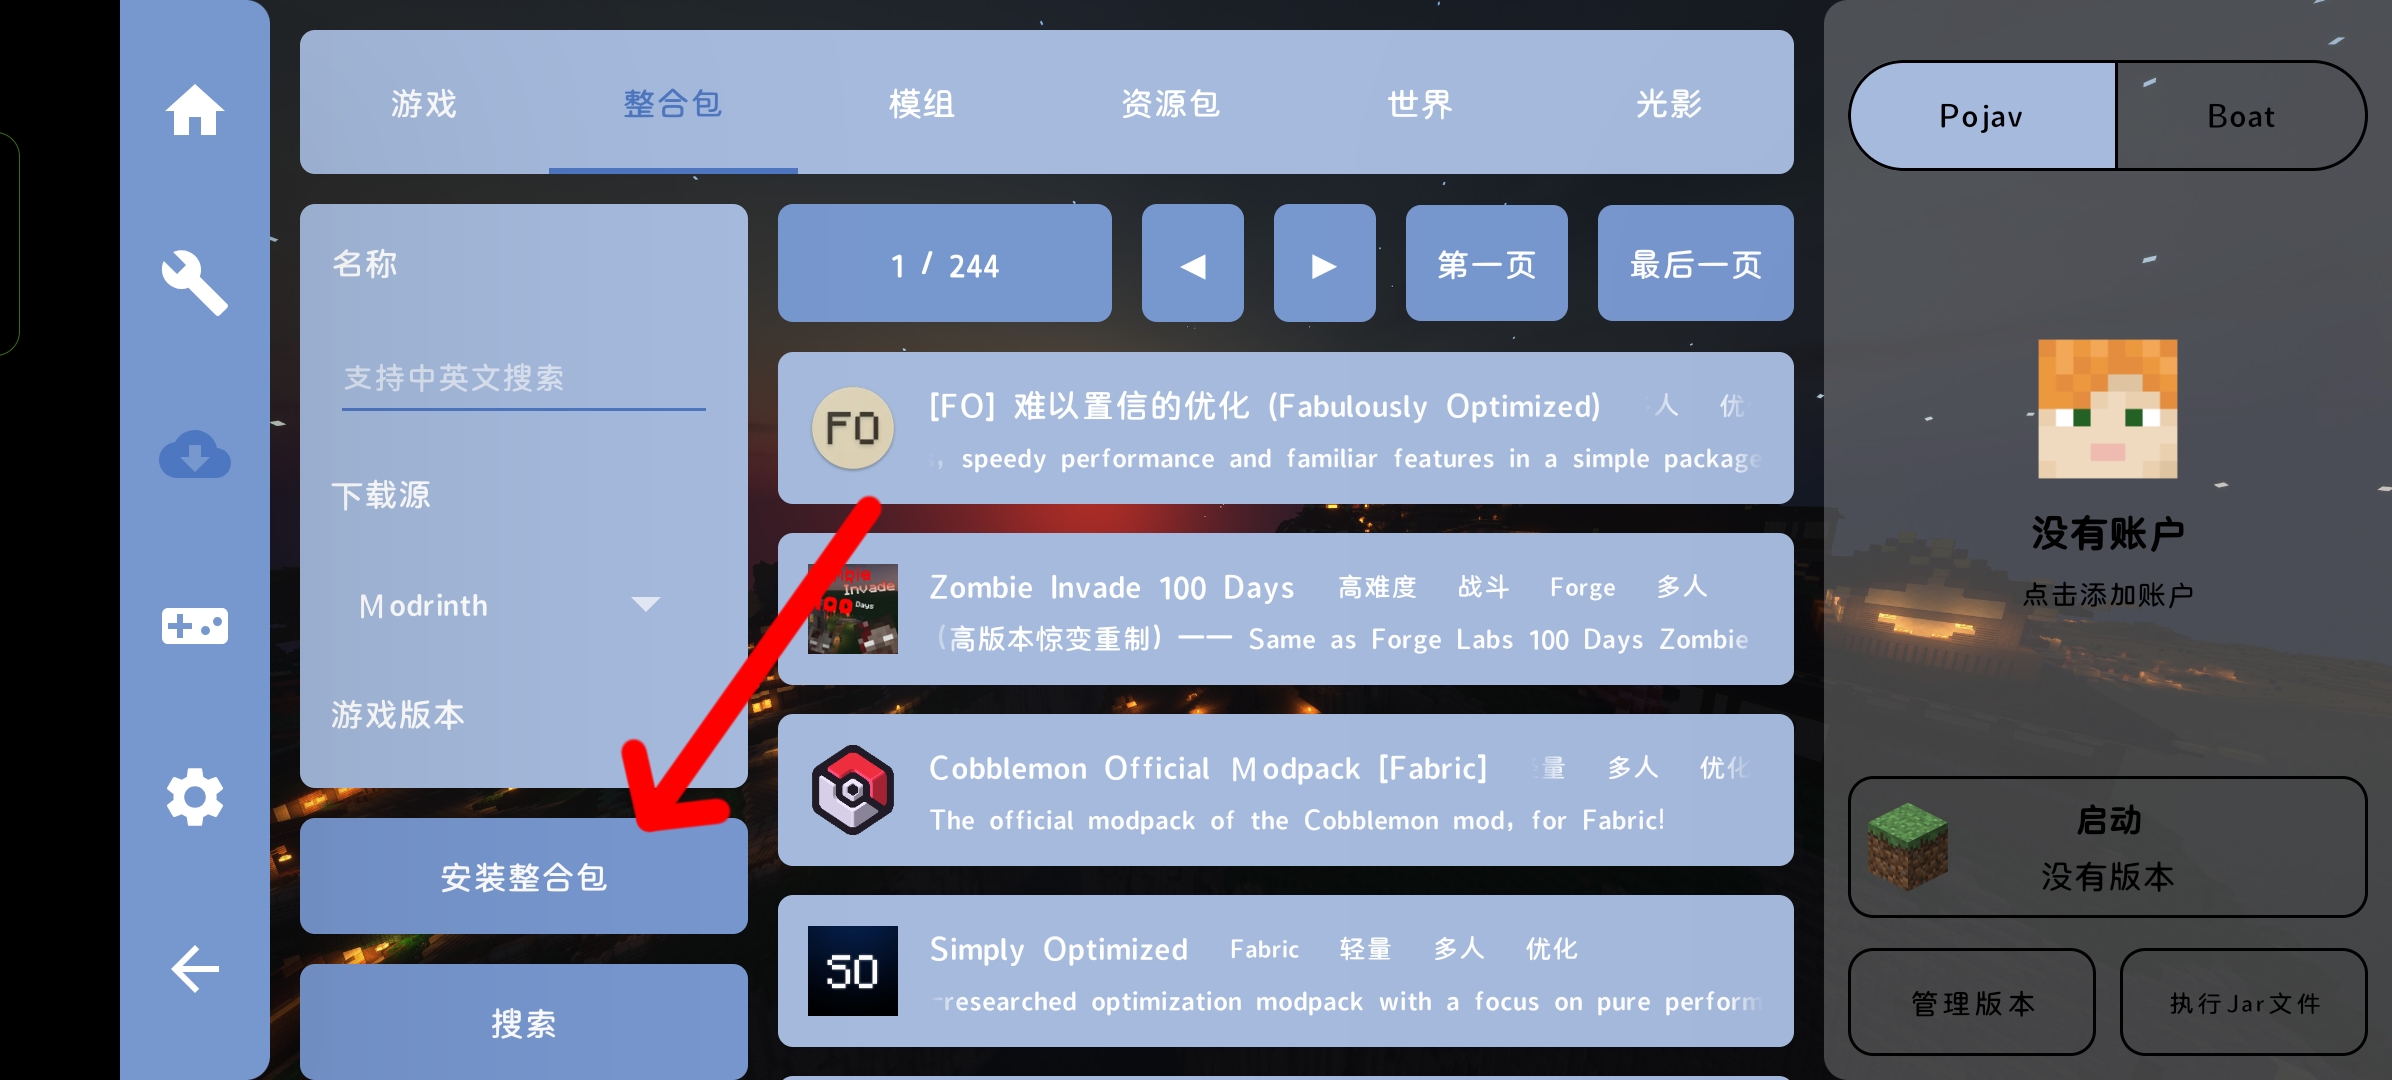 游戏
整合包
模组
资源包
世界
光影
名称
支持中英文搜索
下载源
Modrinth
游戏版本
安装整合包
搜索
1 / 244
◀
▶
第一页
最后一页
FO
[FO] 难以置信的优化 (Fabulously Optimized) 人 优
, speedy performance and familiar features in a simple package
Invade
Days
Zombie Invade 100 Days 高难度 战斗 Forge 多人
(高版本惊变重制) —— Same as Forge Labs 100 Days Zombie
Cobblemon Official Modpack [Fabric] 量 多人 优化
The official modpack of the Cobblemon mod, for Fabric!
SO
Simply Optimized Fabric 轻量 多人 优化
-researched optimization modpack with a focus on pure perform
Pojav
Boat
没有账户
点击添加账户
启动
没有版本
管理版本
执行Jar文件